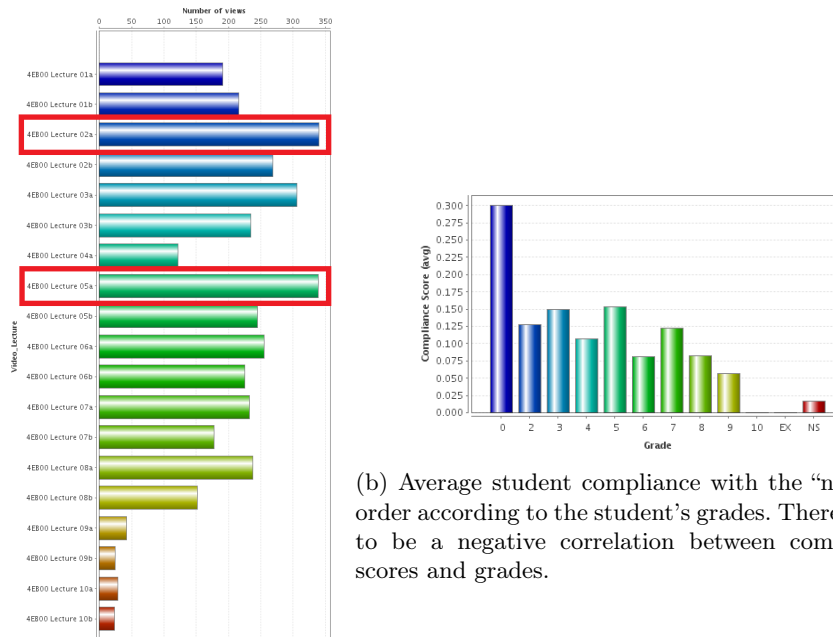 Number of views
0 50 100 150 200 250 300 350
4EB00 Lecture 01a
4EB00 Lecture 01b
4EB00 Lecture 02a
4EB00 Lecture 02b
4EB00 Lecture 03a
4EB00 Lecture 03b
4EB00 Lecture 04a
4EB00 Lecture 05a
4EB00 Lecture 05b
4EB00 Lecture 06a
4EB00 Lecture 06b
4EB00 Lecture 07a
4EB00 Lecture 07b
4EB00 Lecture 08a
4EB00 Lecture 08b
4EB00 Lecture 09a
4EB00 Lecture 09b
4EB00 Lecture 10a
4EB00 Lecture 10b
Video_Lecture
0.300
0.275
0.250
0.225
0.200
0.175
0.150
0.125
0.100
0.075
0.050
0.025
0.000
Compliance Score (avg)
0 2 3 4 5 6 7 8 9 10 EX NS
Grade
(b) Average student compliance with the “n
order according to the student’s grades. There
to be a negative correlation between com
scores and grades.